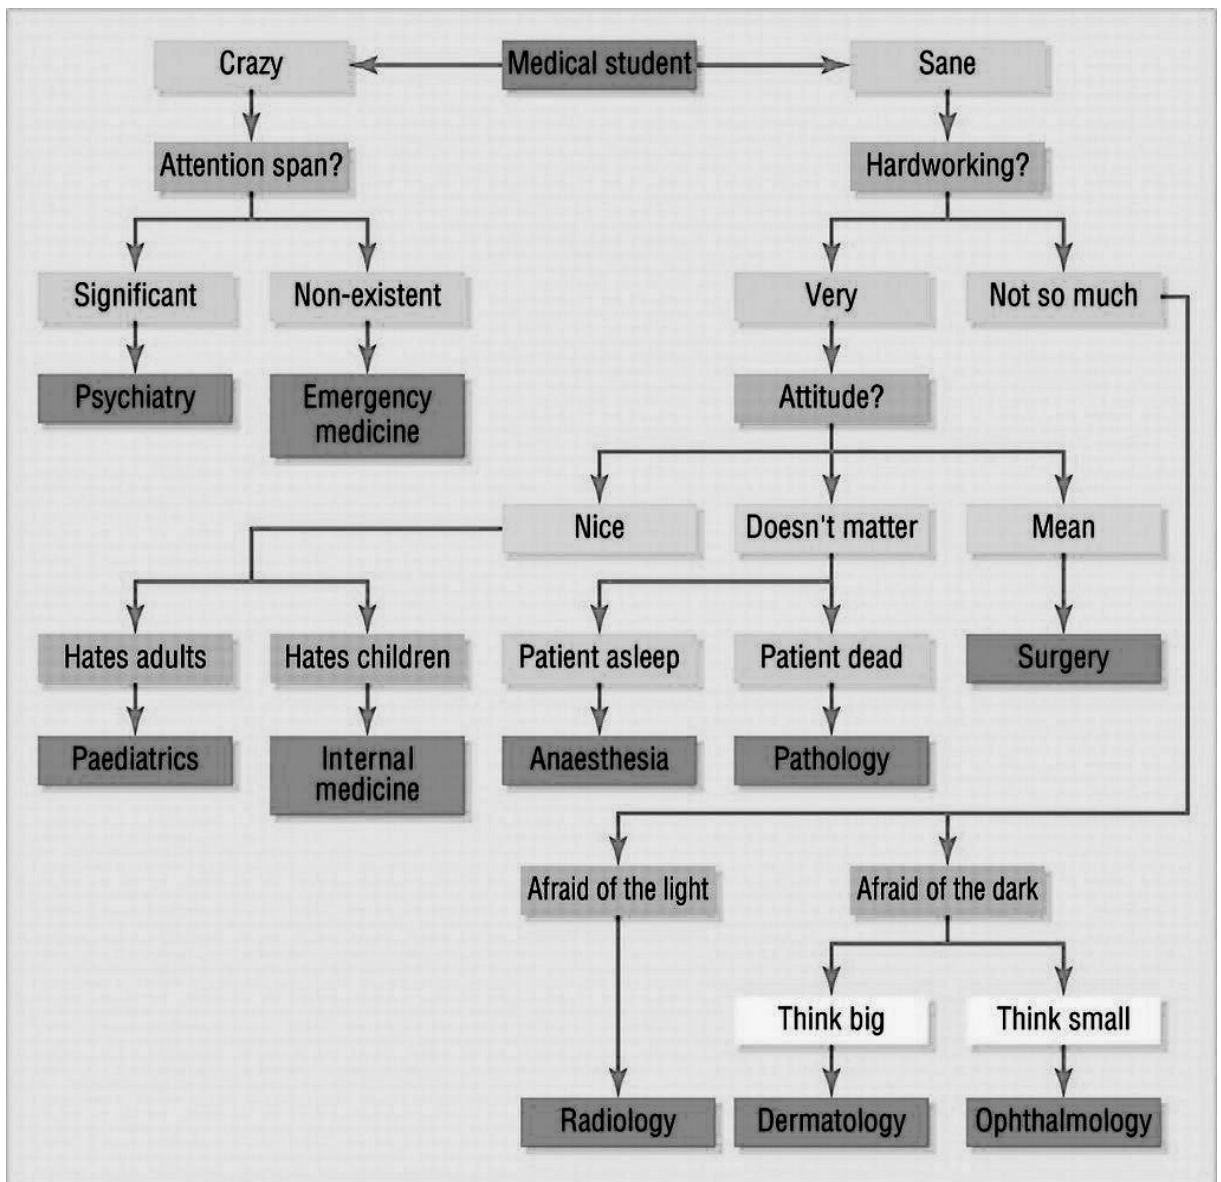 Crazy
Medical student
Sane
Attention span?
Hardworking?
Significant
Non-existent
Very
Not so much
Psychiatry
Emergency
medicine
Attitude?
Nice
Doesn't matter
Mean
Hates adults
Hates children
Patient asleep
Patient dead
Surgery
Paediatrics
Internal
medicine
Anaesthesia
Pathology
Afraid of the light
Afraid of the dark
Think big
Think small
Radiology
Dermatology
Ophthalmology